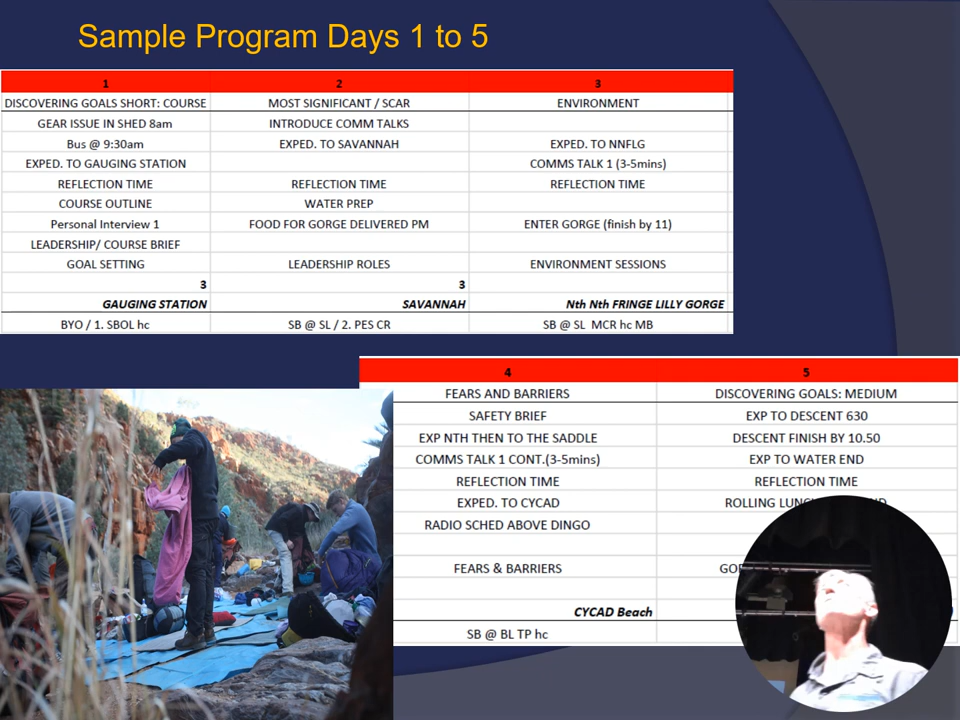 Sample Program Days 1 to 5
1 2 3
DISCOVERING GOALS SHORT: COURSE MOST SIGNIFICANT / SCAR ENVIRONMENT
GEAR ISSUE IN SHED 8am INTRODUCE COMM TALKS
Bus @ 9:30am EXPED. TO SAVANNAH EXPED. TO NNFLG
EXPED. TO GAUGING STATION COMMS TALK 1 (3-5mins)
REFLECTION TIME REFLECTION TIME REFLECTION TIME
COURSE OUTLINE WATER PREP
Personal Interview 1 FOOD FOR GORGE DELIVERED PM ENTER GORGE (finish by 11)
LEADERSHIP/ COURSE BRIEF
GOAL SETTING LEADERSHIP ROLES ENVIRONMENT SESSIONS
3 3
GAUGING STATION SAVANNAH Nth Nth FRINGE LILLY GORGE
BYO / 1. SBOL hc SB @ SL / 2. PES CR SB @ SL MCR hc MB
4 5
FEARS AND BARRIERS DISCOVERING GOALS: MEDIUM
SAFETY BRIEF EXP TO DESCENT 630
EXP NTH THEN TO THE SADDLE DESCENT FINISH BY 10.50
COMMS TALK 1 CONT.(3-5mins) EXP TO WATER END
REFLECTION TIME REFLECTION TIME
EXPED. TO CYCAD ROLLING
RADIO SCHED ABOVE DINGO
FEARS & BARRIERS
CYCAD Beach
SB @ BL TP hc